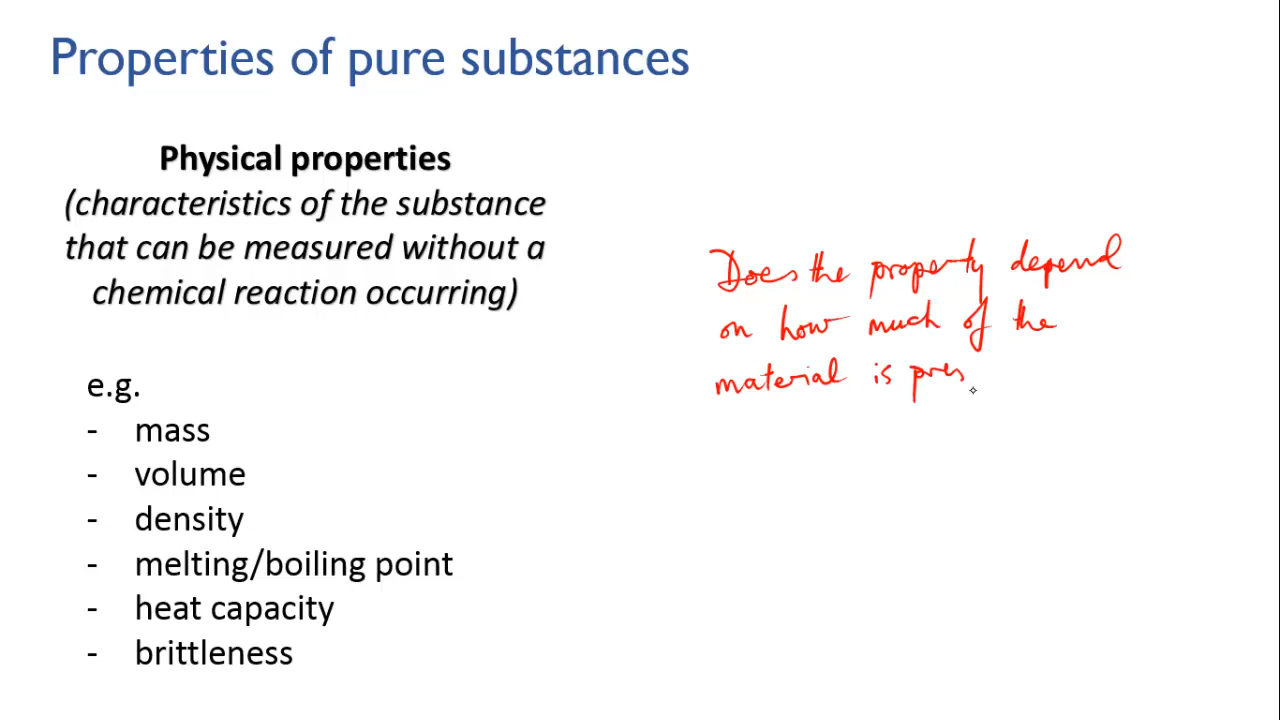 Properties of pure substances
Physical properties
(characteristics of the substance
that can be measured without a
chemical reaction occurring)
e.g.
- mass
- volume
- density
- melting/boiling point
- heat capacity
- brittleness
Does the property depend
on how much of the
material is pres